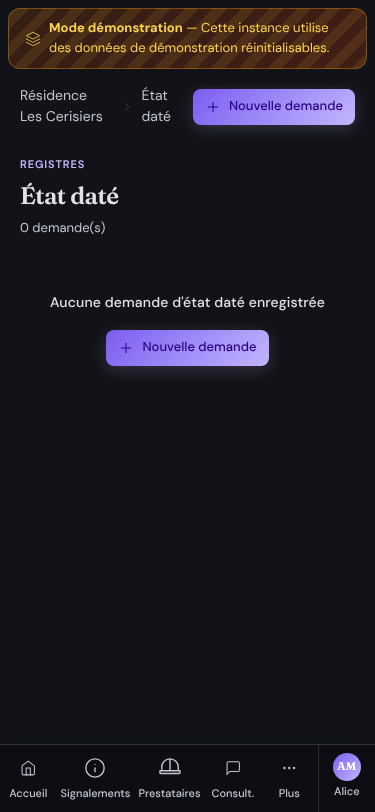 Mode démonstration — Cette instance utilise
des données de démonstration réinitialisables.
Résidence
Les Cerisiers
État
daté
Nouvelle demande
REGISTRES
État daté
0 demande(s)
Aucune demande d'état daté enregistrée
Nouvelle demande
AM
Accueil
Signalements
Prestataires
Consult.
Plus
Alice